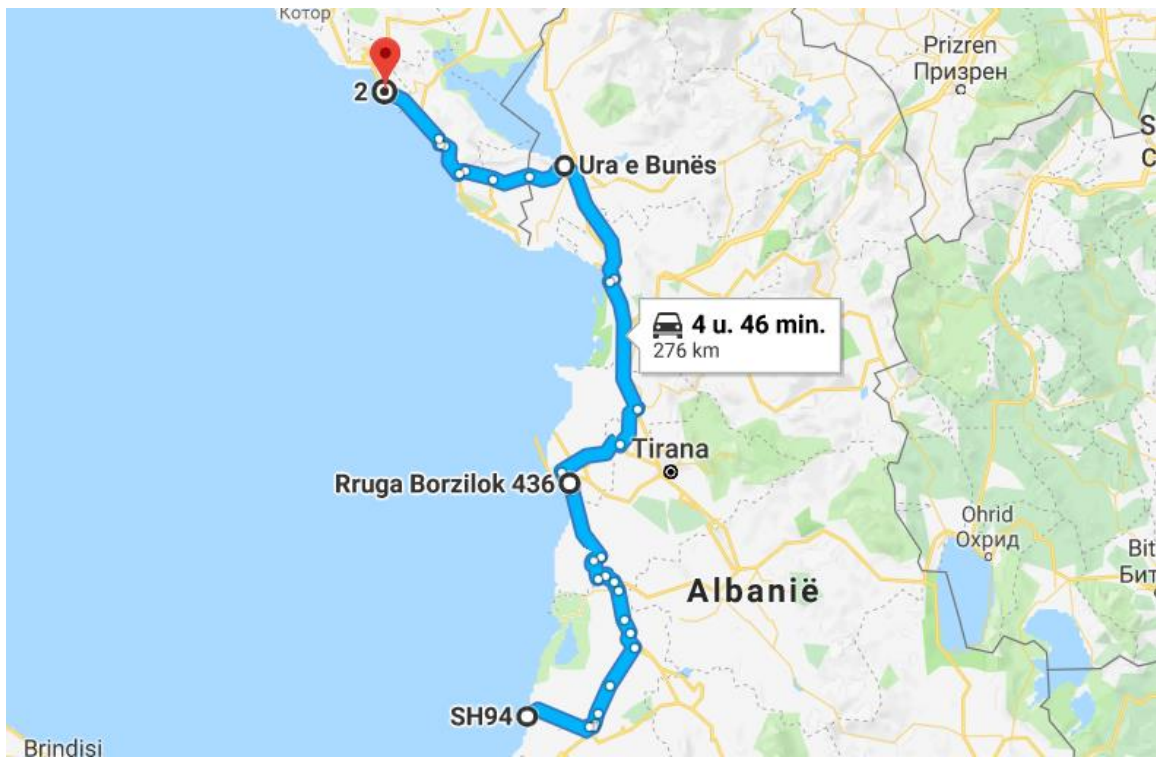 Котор
Prizren
Призрен
2
Ura e Bunës
4 u. 46 min.
276 km
Tirana
Rruga Borzilok 436
Ohrid
Охрид
Albanië
SH94
Brindisi